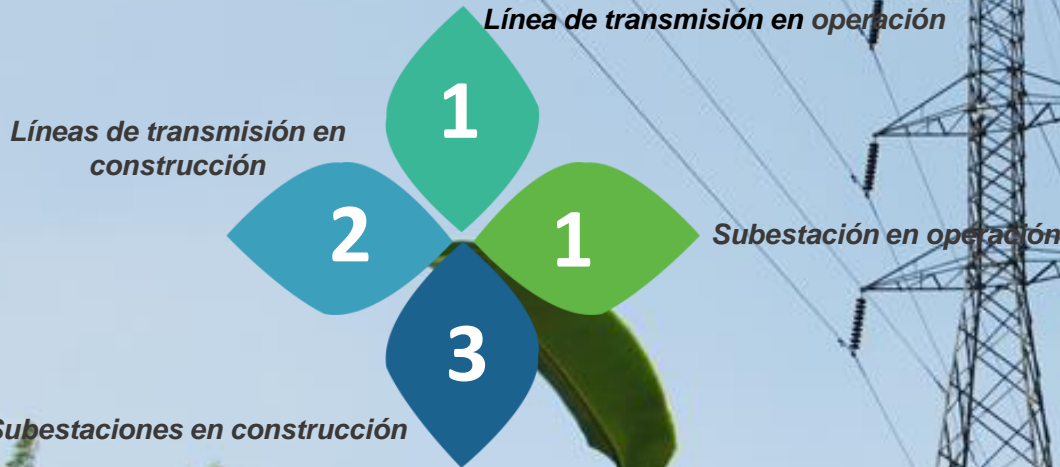 Línea de transmisión en operación
1
Líneas de transmisión en
construcción
2
1
Subestación en operación
3
Subestaciones en construcción